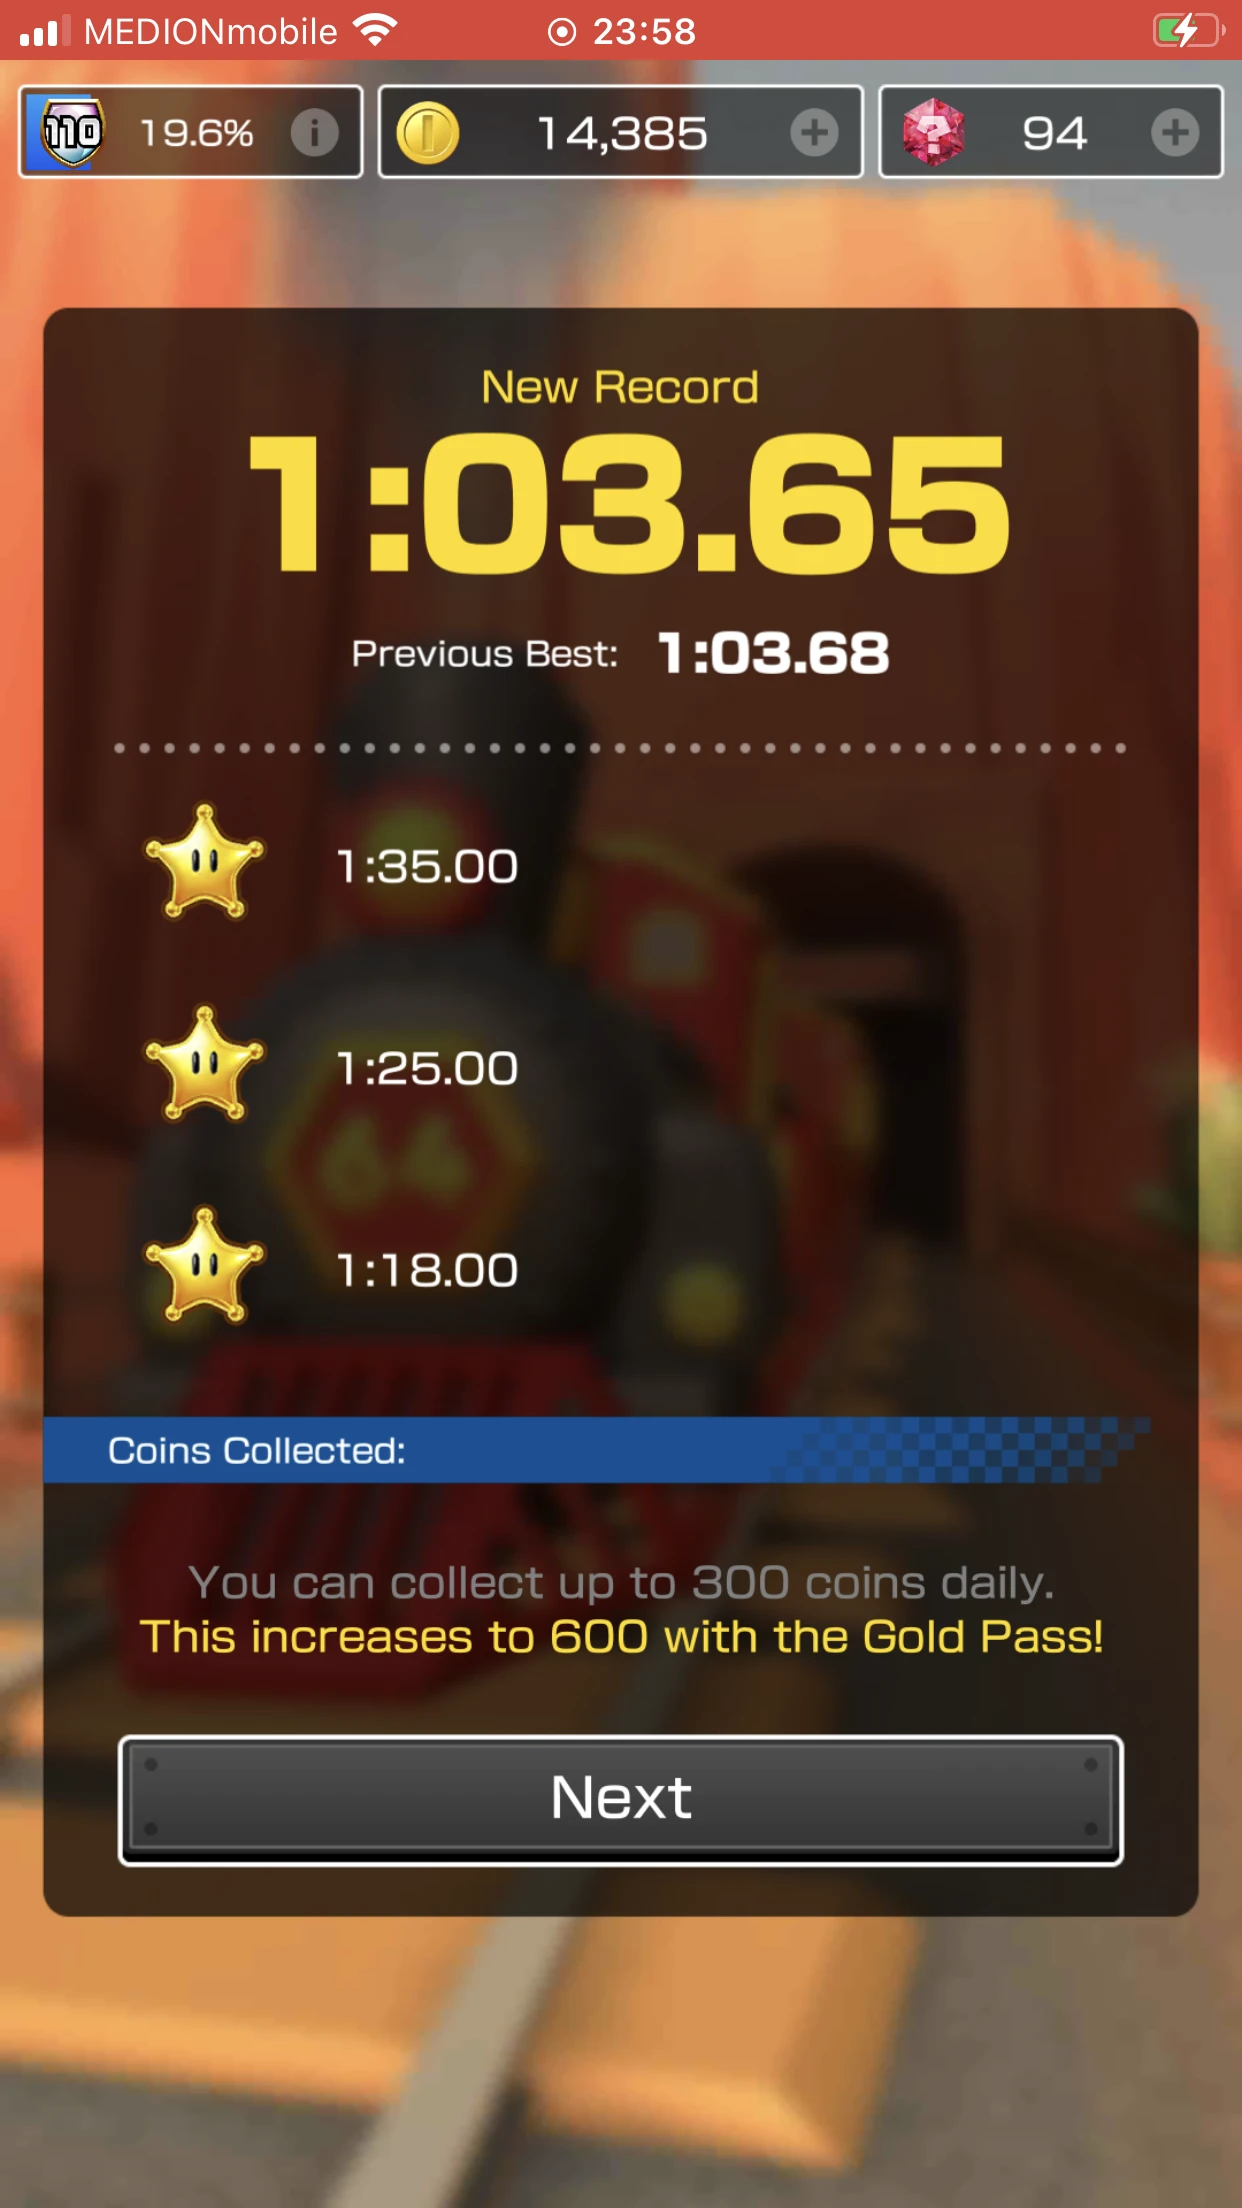 MEDIONmobile 23:58
110 19.6% i 14,385 + ? 94 +
New Record
1:03.65
Previous Best: 1:03.68
1:35.00
1:25.00
64
1:18.00
Coins Collected:
You can collect up to 300 coins daily.
This increases to 600 with the Gold Pass!
Next